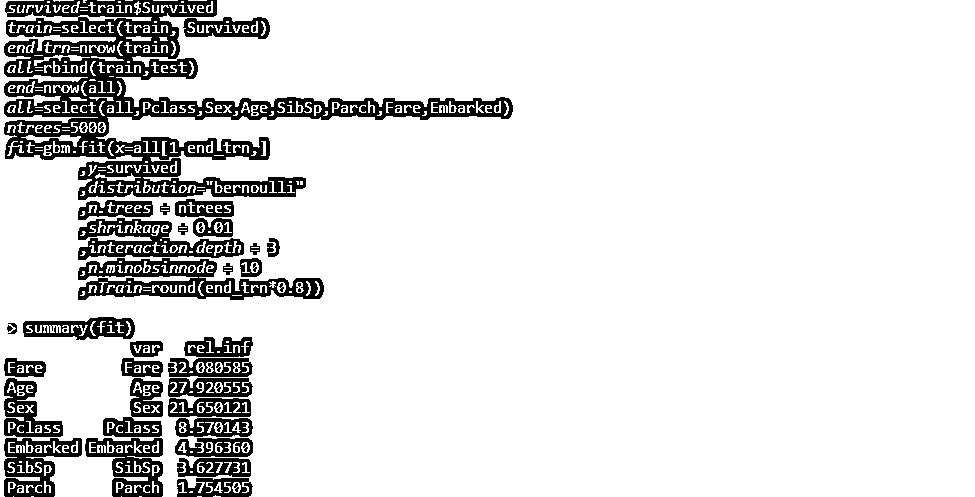 survived=train$Survived
train=select(train, Survived)
end_trn=nrow(train)
all=rbind(train,test)
end=nrow(all)
all=select(all,Pclass,Sex,Age,SibSp,Parch,Fare,Embarked)
ntrees=5000
fit=gbm.fit(x=all[1 end_trn,]
,y=survived
,distribution="bernoulli"
,n.trees = ntrees
,shrinkage = 0.01
,interaction.depth = 3
,n.minobsinnode = 10
,nTrain=round(end_trn*0.8))
> summary(fit)
var rel.inf
Fare Fare 32.080585
Age Age 27.920555
Sex Sex 21.650121
Pclass Pclass 8.570143
Embarked Embarked 4.396360
SibSp SibSp 3.627731
Parch Parch 1.754505